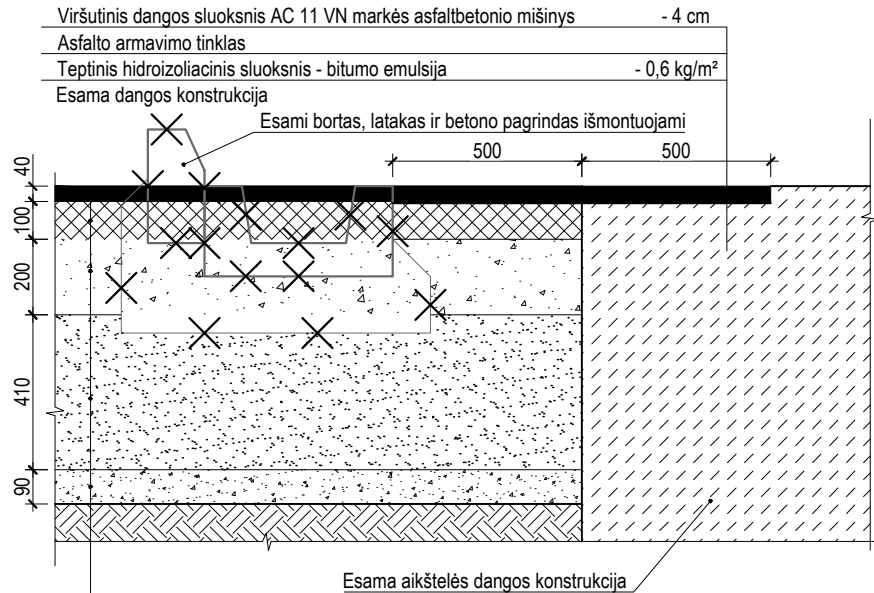 Viršutinis dangos sluoksnis AC 11 VN markės asfaltbetonio mišinys - 4 cm
Asfalto armavimo tinklas
Teptinis hidroizoliacinis sluoksnis - bitumo emulsija - 0,6 kg/m²
Esama dangos konstrukcija
Esami bortas, latakas ir betono pagrindas išmontuojami
500 500
40
100
200
410
90
Esama aikštelės dangos konstrukcija